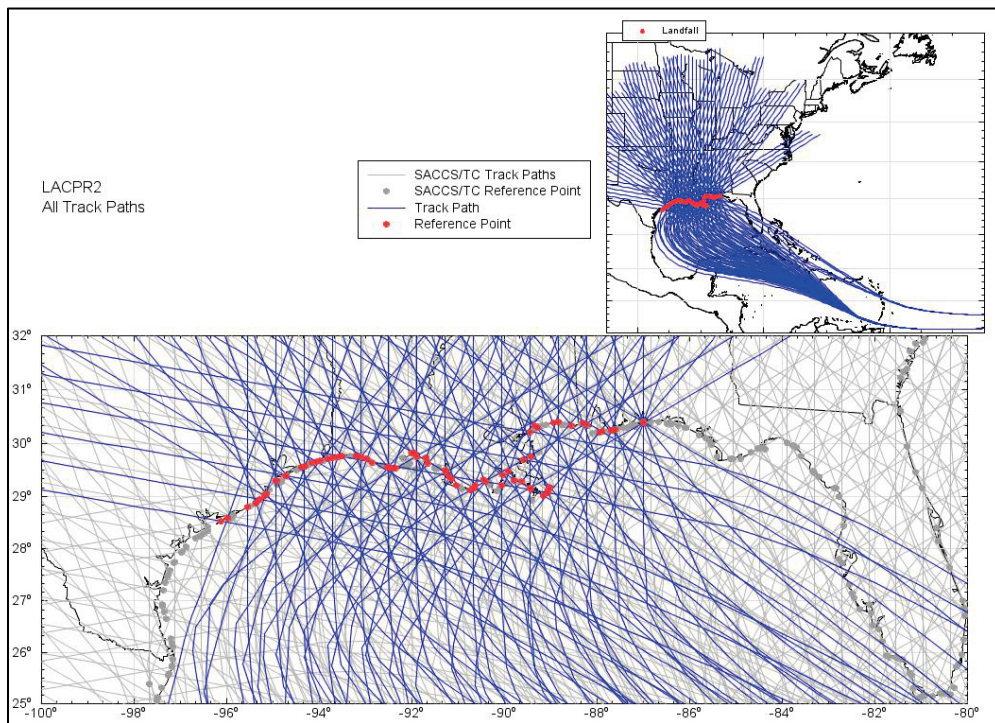 Landfall
LACPR2
All Track Paths
SACCS/TC Track Paths
SACCS/TC Reference Point
Track Path
Reference Point
32°
31°
30°
29°
28°
27°
26°
25°
-100° -98° -96° -94° -92° -90° -88° -86° -84° -82° -80°